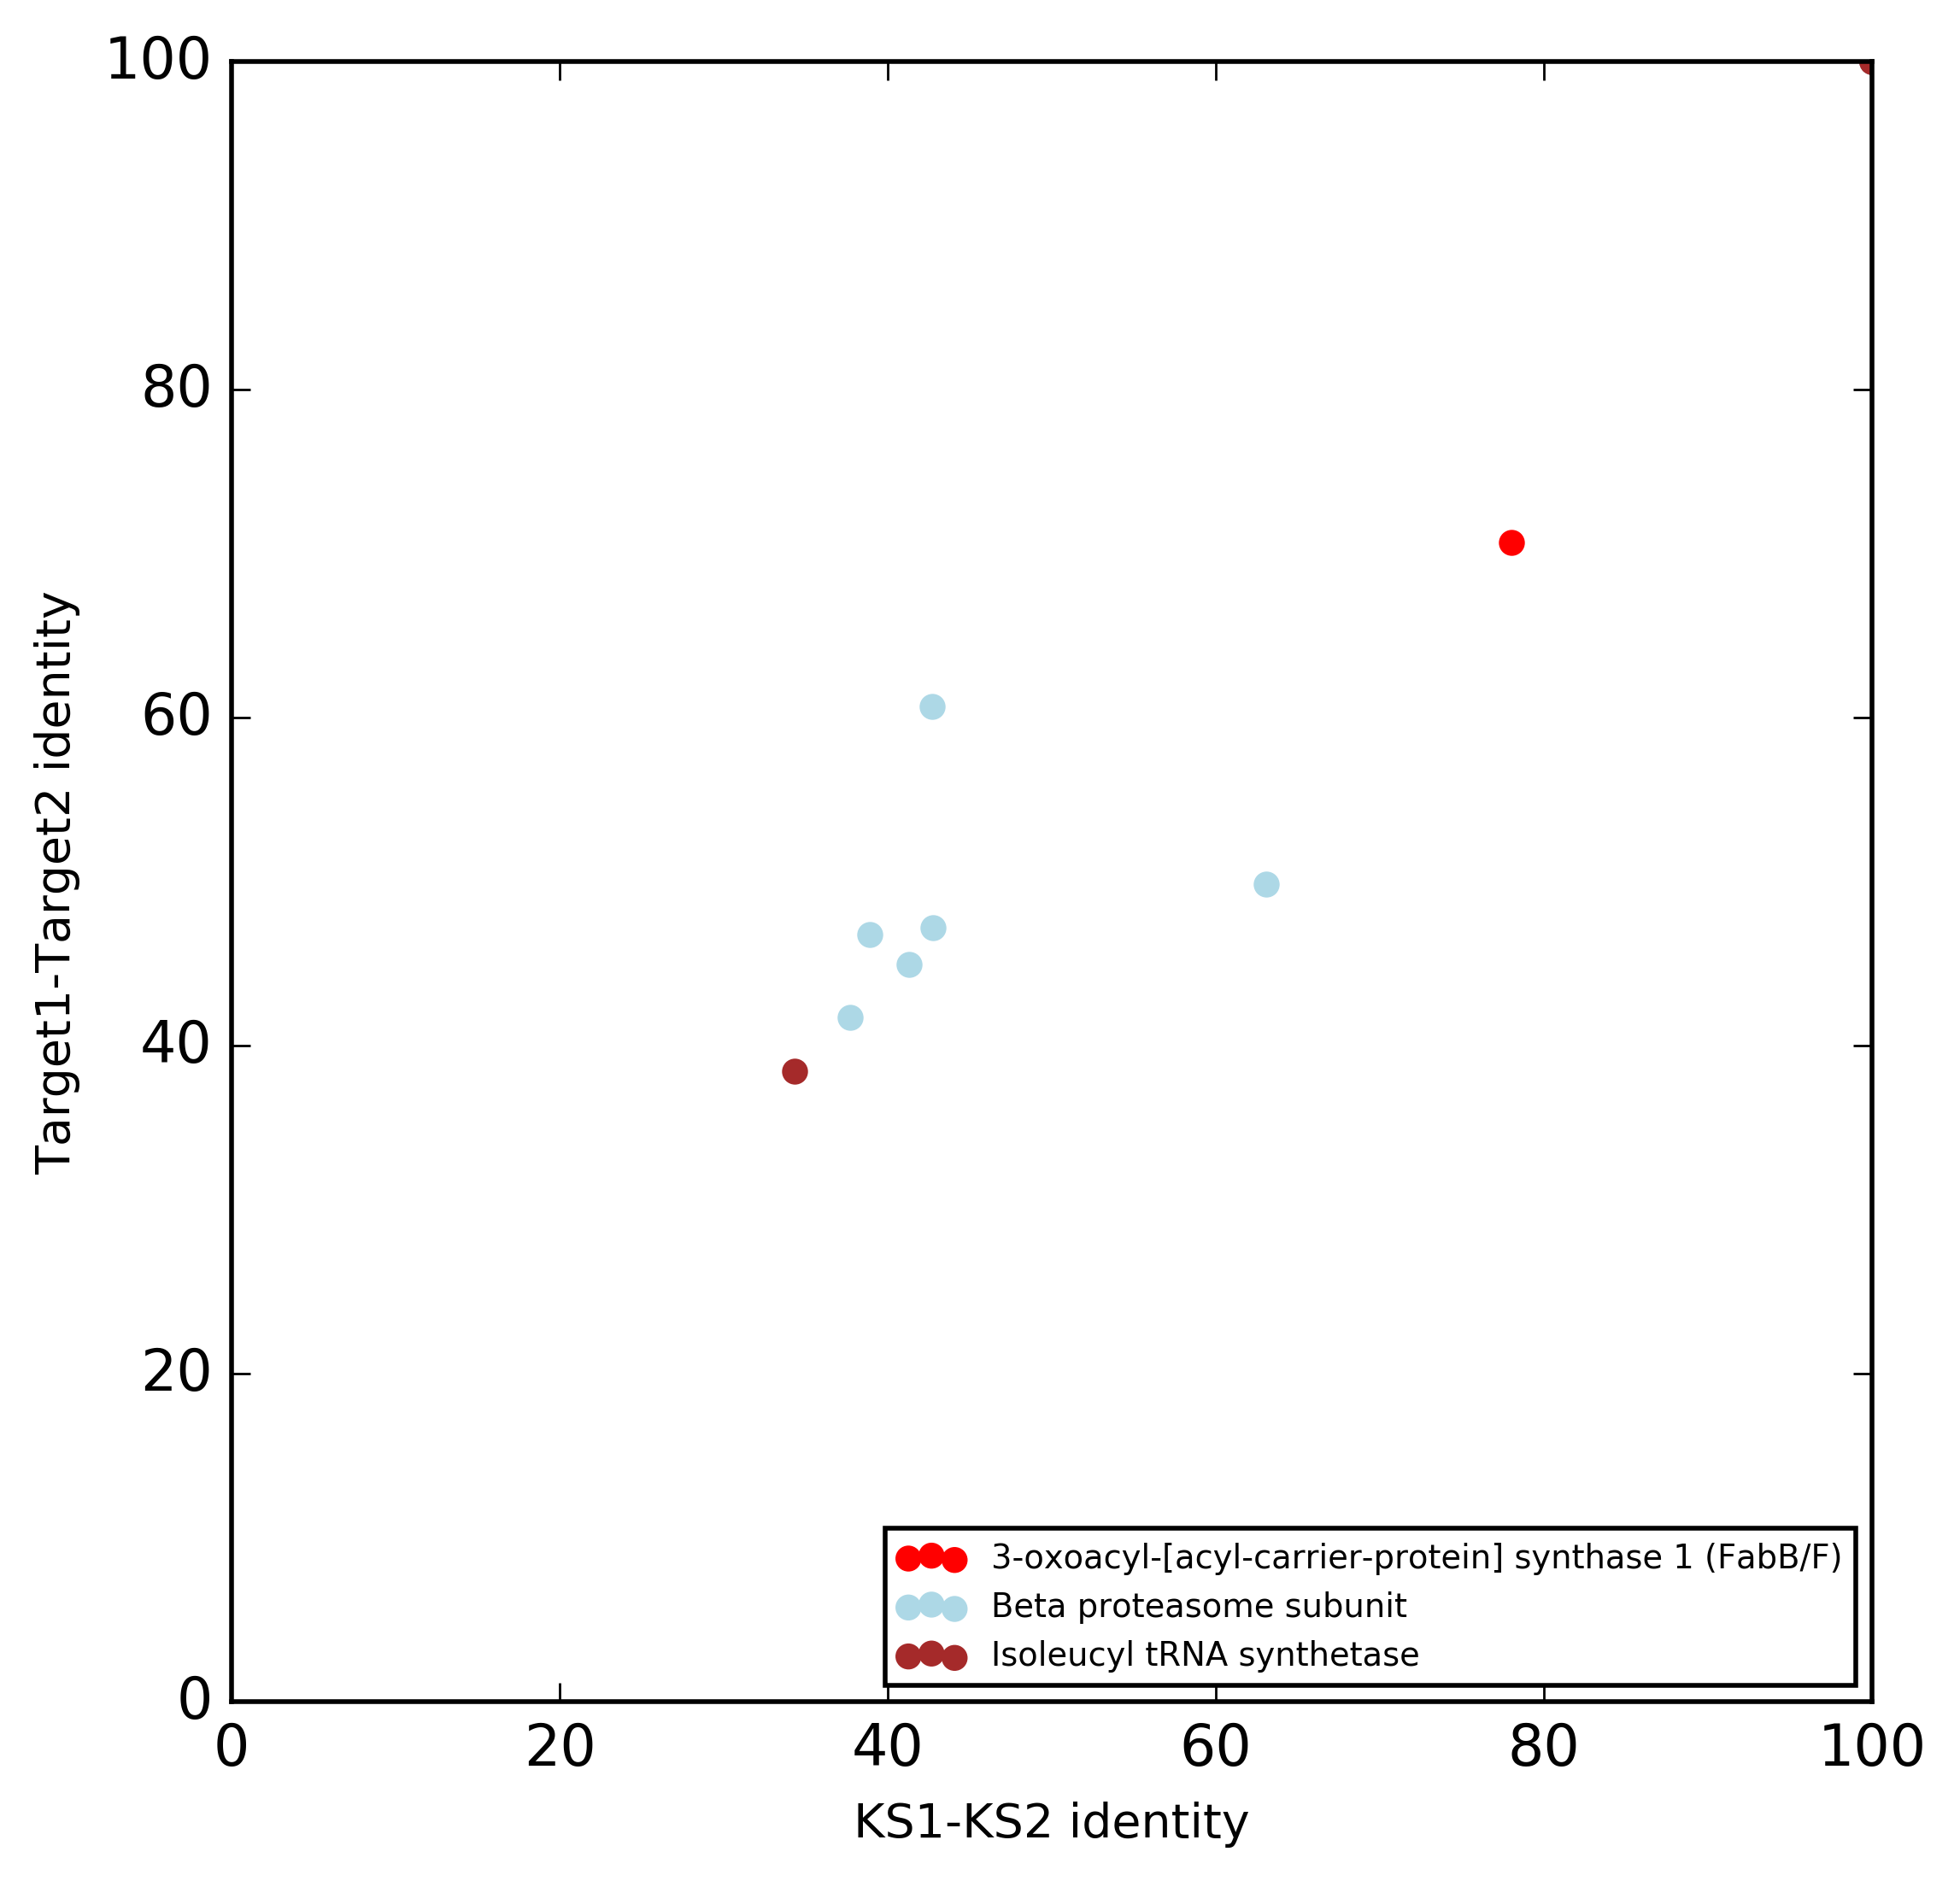 100
80
60
40
20
0
Target1-Target2 identity
3-oxoacyl-[acyl-carrier-protein] synthase 1 (FabB/F)
Beta proteasome subunit
Isoleucyl tRNA synthetase
0 20 40 60 80 100
KS1-KS2 identity